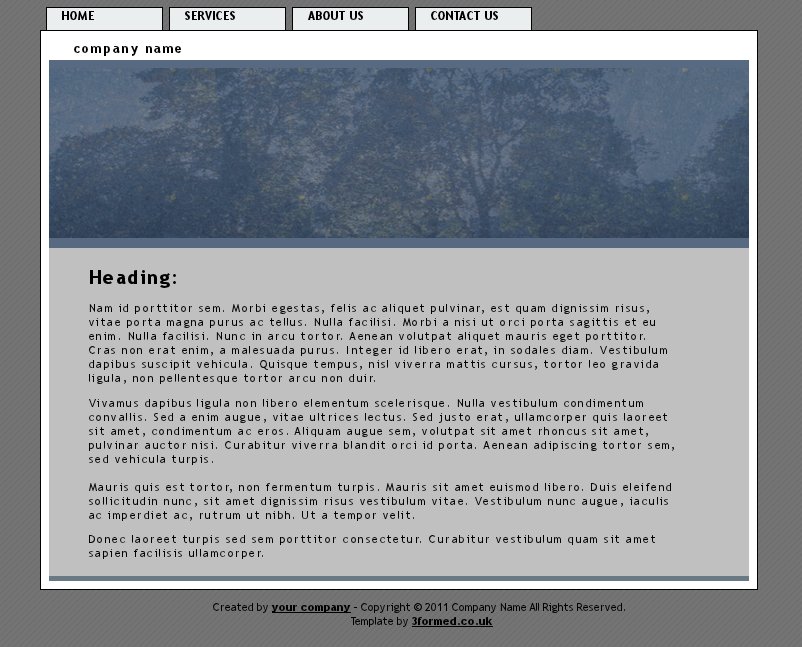 HOME SERVICES ABOUT US CONTACT US
company name
Heading:
Nam id porttitor sem. Morbi egestas, felis ac aliquet pulvinar, est quam dignissim risus,
vitae porta magna purus ac tellus. Nulla facilisi. Morbi a nisi ut orci porta sagittis et eu
enim. Nulla facilisi. Nunc in arcu tortor. Aenean volutpat aliquet mauris eget porttitor.
Cras non erat enim, a malesuada purus. Integer id libero erat, in sodales diam. Vestibulum
dapibus suscipit vehicula. Quisque tempus, nisl viverra mattis cursus, tortor leo gravida
ligula, non pellentesque tortor arcu non duir.
Vivamus dapibus ligula non libero elementum scelerisque. Nulla vestibulum condimentum
convallis. Sed a enim augue, vitae ultrices lectus. Sed justo erat, ullamcorper quis laoreet
sit amet, condimentum ac eros. Aliquam augue sem, volutpat sit amet rhoncus sit amet,
pulvinar auctor nisi. Curabitur viverra blandit orci id porta. Aenean adipiscing tortor sem,
sed vehicula turpis.
Mauris quis est tortor, non fermentum turpis. Mauris sit amet euismod libero. Duis eleifend
sollicitudin nunc, sit amet dignissim risus vestibulum vitae. Vestibulum nunc augue, iaculis
ac imperdiet ac, rutrum ut nibh. Ut a tempor velit.
Donec laoreet turpis sed sem porttitor consectetur. Curabitur vestibulum quam sit amet
sapien facilisis ullamcorper.
Created by your company - Copyright © 2011 Company Name All Rights Reserved.
Template by 3formed.co.uk